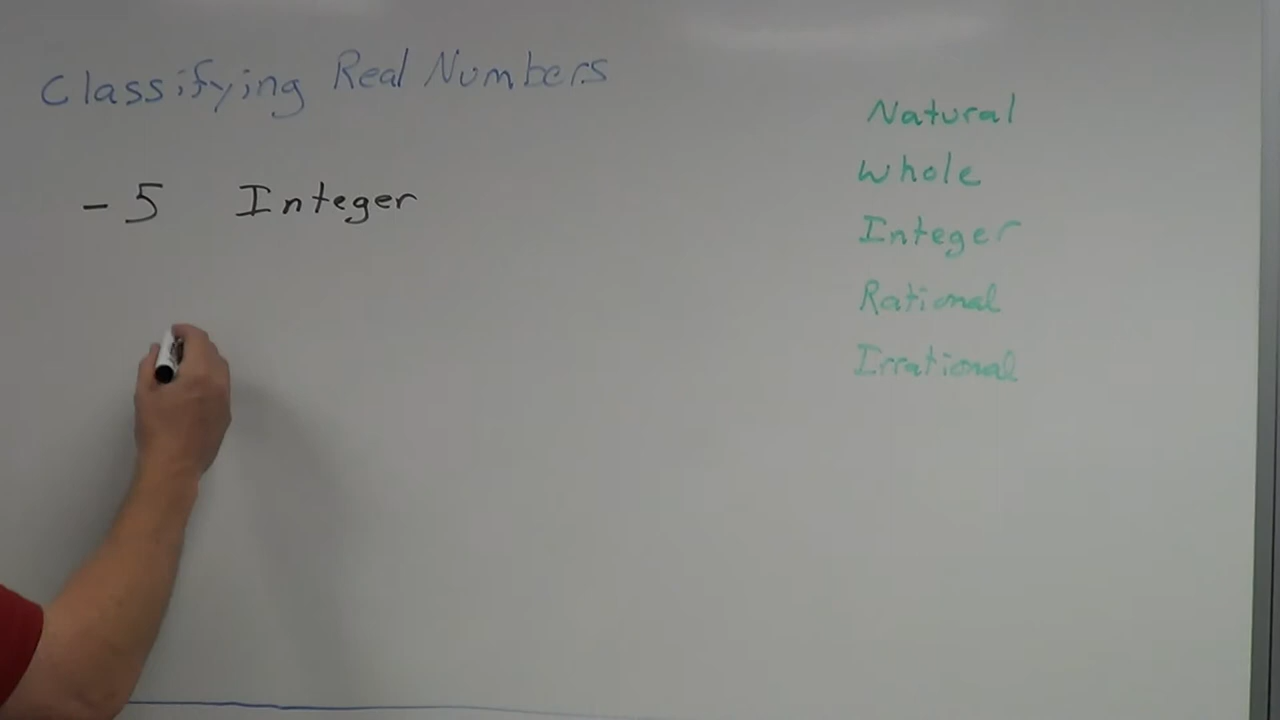 Classifying Real Numbers
- 5 Integer
Natural
Whole
Integer
Rational
Irrational